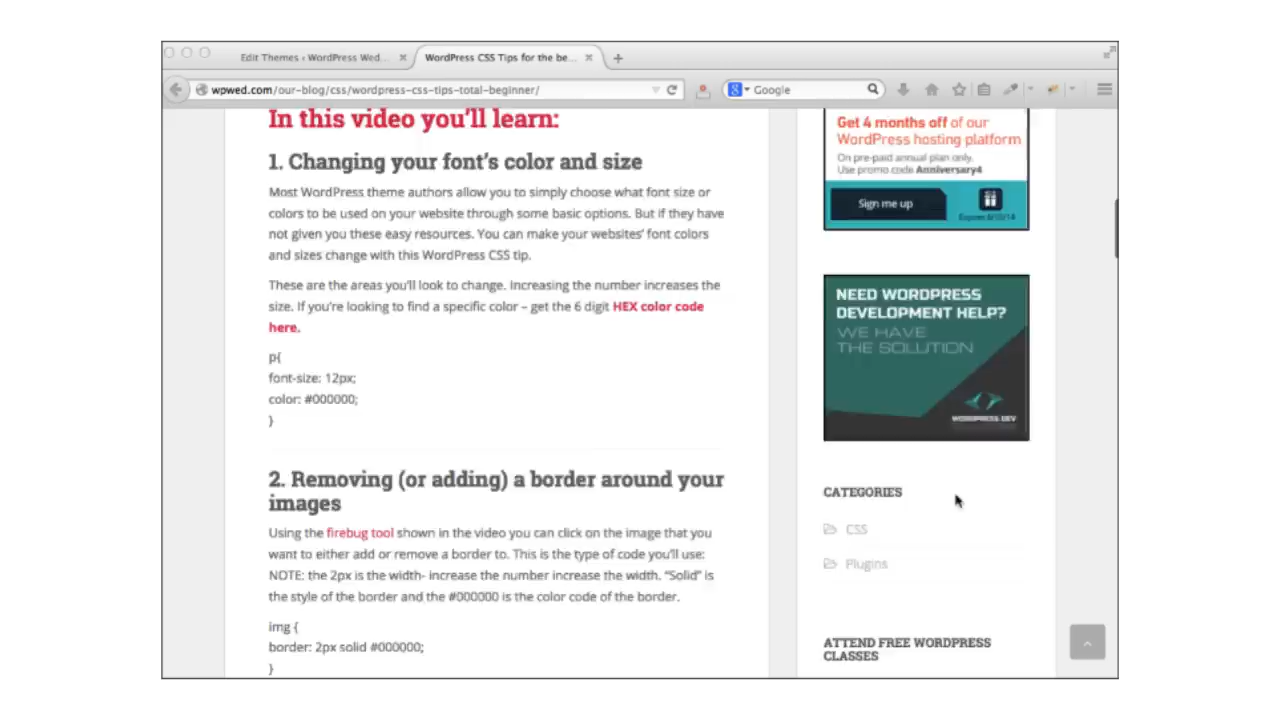 Edit Themes ‹ WordPress Wed...
WordPress CSS Tips for the be...
wpwed.com/our-blog/css/wordpress-css-tips-total-beginner/
Google
In this video you'll learn:
1. Changing your font's color and size
Most WordPress theme authors allow you to simply choose what font size or
colors to be used on your website through some basic options. But if they have
not given you these easy resources. You can make your websites' font colors
and sizes change with this WordPress CSS tip.
These are the areas you'll look to change. Increasing the number increases the
size. If you're looking to find a specific color – get the 6 digit HEX color code
here.
p{
font-size: 12px;
color: #000000;
}
2. Removing (or adding) a border around your
images
Using the firebug tool shown in the video you can click on the image that you
want to either add or remove a border to. This is the type of code you'll use:
NOTE: the 2px is the width- increase the number increase the width. "Solid" is
the style of the border and the #000000 is the color code of the border.
img {
border: 2px solid #000000;
}
Get 4 months off of our
WordPress hosting platform
On pre-paid annual plan only.
Use promo code Anniversary4
Sign me up
NEED WORDPRESS
DEVELOPMENT HELP?
WE HAVE
THE SOLUTION
WORDPRESS DEV
CATEGORIES
CSS
Plugins
ATTEND FREE WORDPRESS
CLASSES